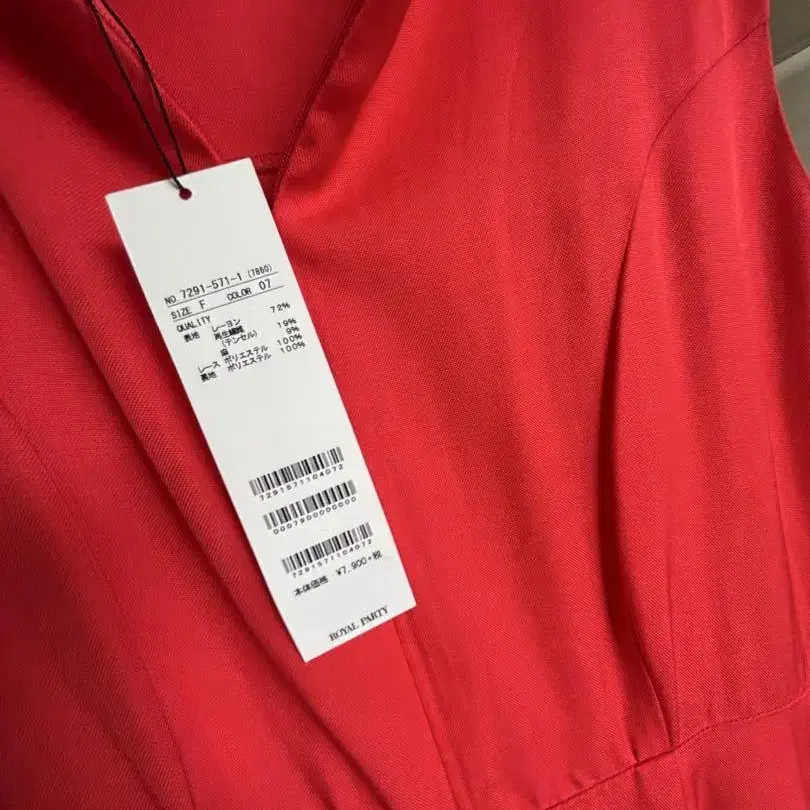 NO. 7291-571-1 (7860)
SIZE F COLOR 07
QUALITY
表地 レーヨン 72%
再生繊維 19%
(テンセル)
麻 9%
レース ポリエステル 100%
裏地 ポリエステル 100%
7291571104072
0007900000000
7291571104072
本体価格 ¥7,900+税
ROYAL PARTY